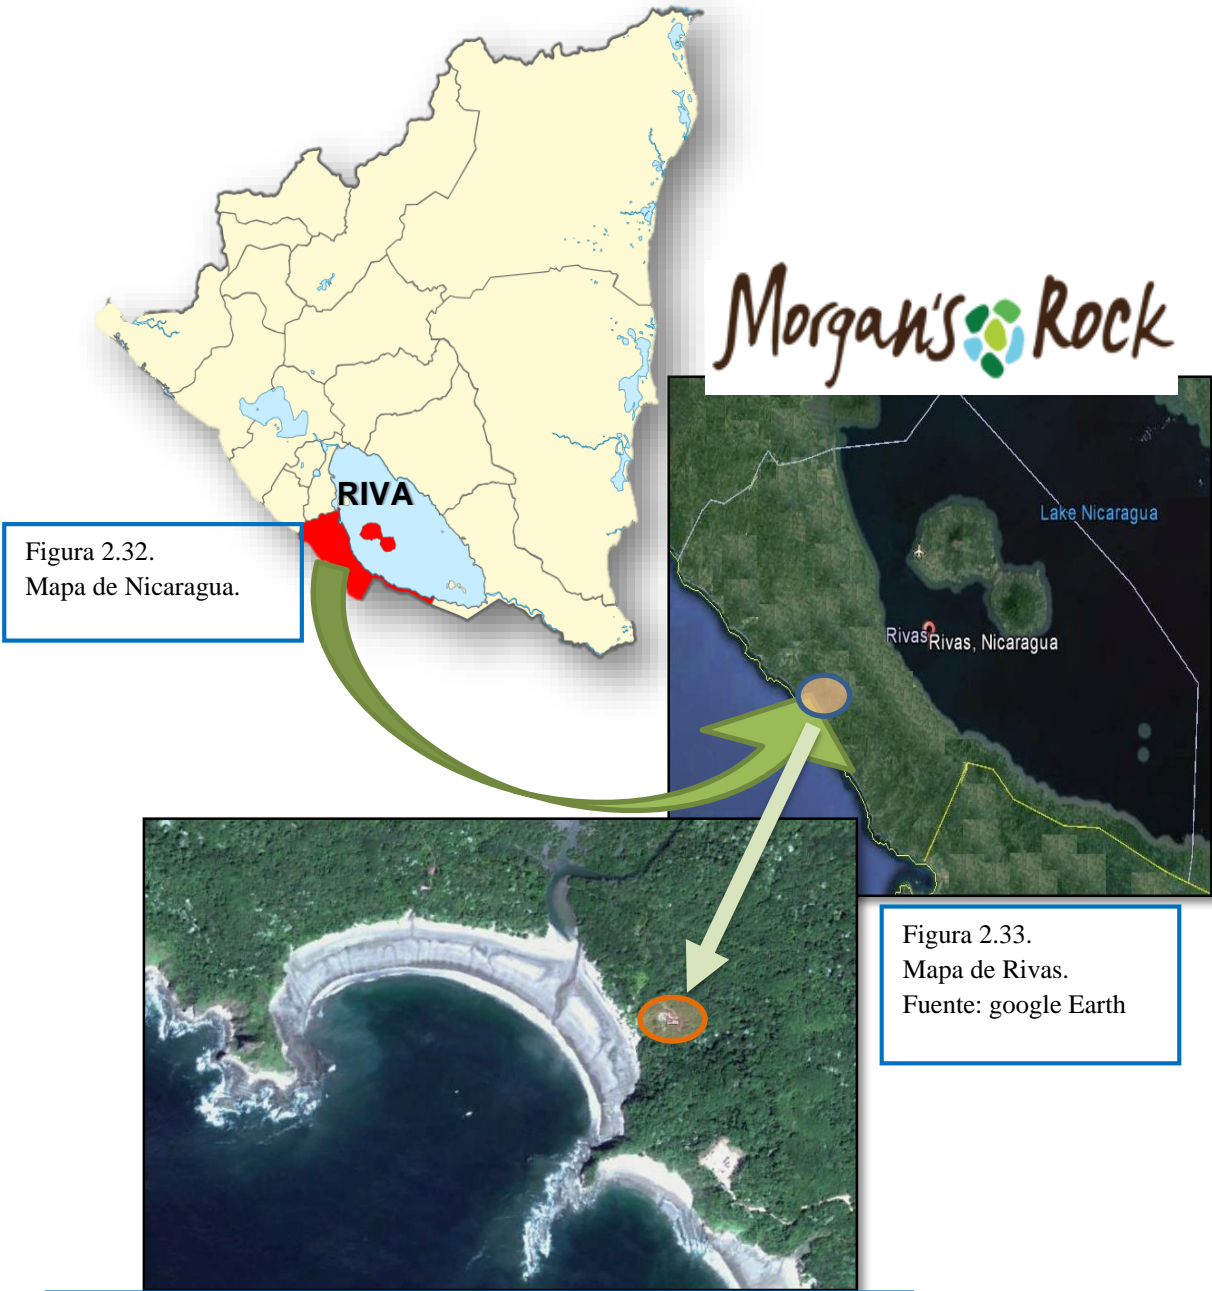 Morgan's Rock
RIVA
Lake Nicaragua
Figura 2.32.
Mapa de Nicaragua.
Rivas
Rivas, Nicaragua
Figura 2.33.
Mapa de Rivas.
Fuente: google Earth